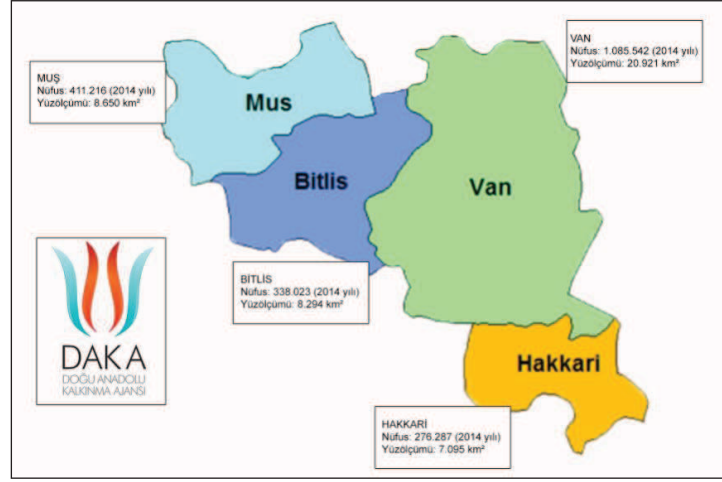 VAN
Nüfus: 1.085.542 (2014 yılı)
Yüzölçümü: 20.921 km²
MUŞ
Nüfus: 411.216 (2014 yılı)
Yüzölçümü: 8.650 km²
Mus
Bitlis
Van
BİTLİS
Nüfus: 338.023 (2014 yılı)
Yüzölçümü: 8.294 km²
DAKA
DOĞU ANADOLU
KALKINMA AJANSI
Hakkari
HAKKARİ
Nüfus: 276.287 (2014 yılı)
Yüzölçümü: 7.095 km²